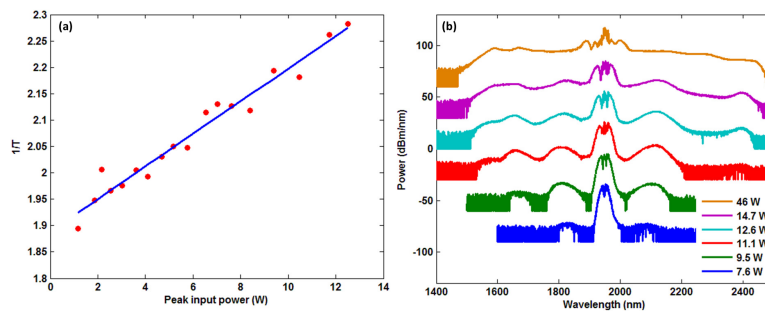 (a)
2.3
2.25
2.2
2.15
2.1
2.05
2
1.95
1.9
1.85
1.8
1/T
0 2 4 6 8 10 12 14
Peak input power (W)
(b)
100
50
0
-50
-100
Power (dBm/nm)
46 W
14.7 W
12.6 W
11.1 W
9.5 W
7.6 W
1400 1600 1800 2000 2200 2400
Wavelength (nm)